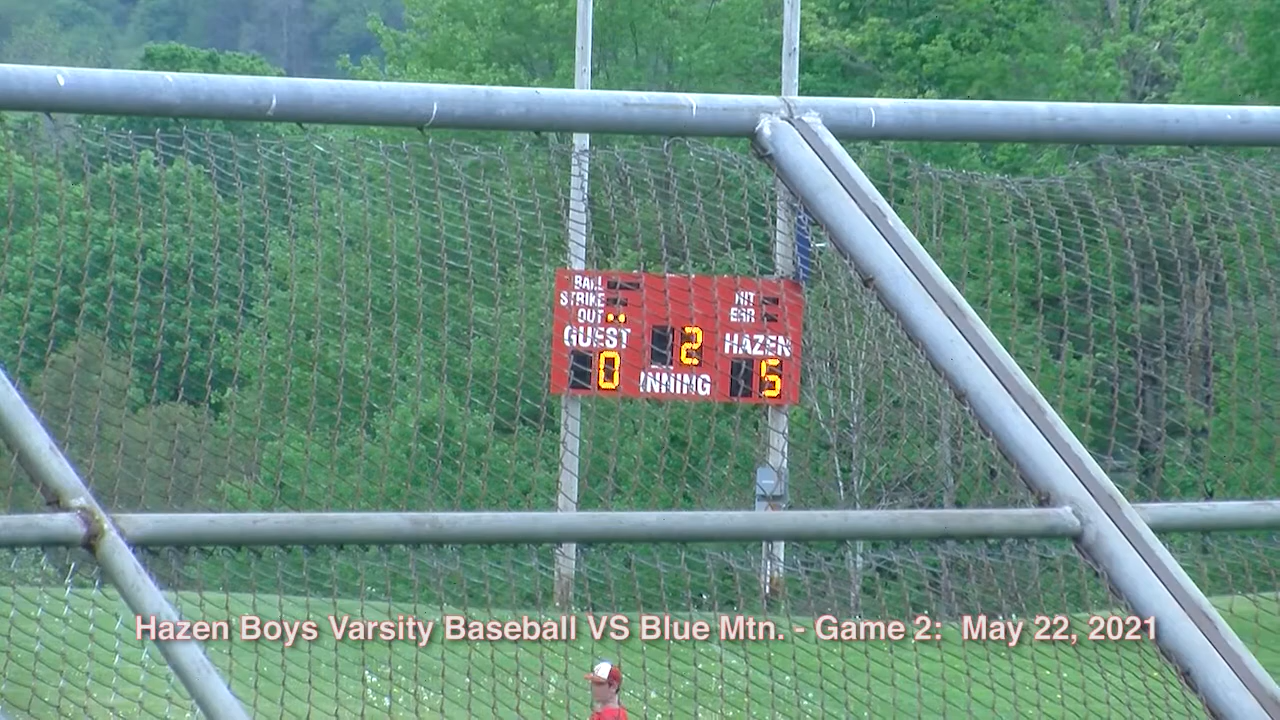 BALL
STRIKE
OUT
HIT
ERR
GUEST 2 HAZEN
0 INNING 5
Hazen Boys Varsity Baseball VS Blue Mtn. - Game 2: May 22, 2021